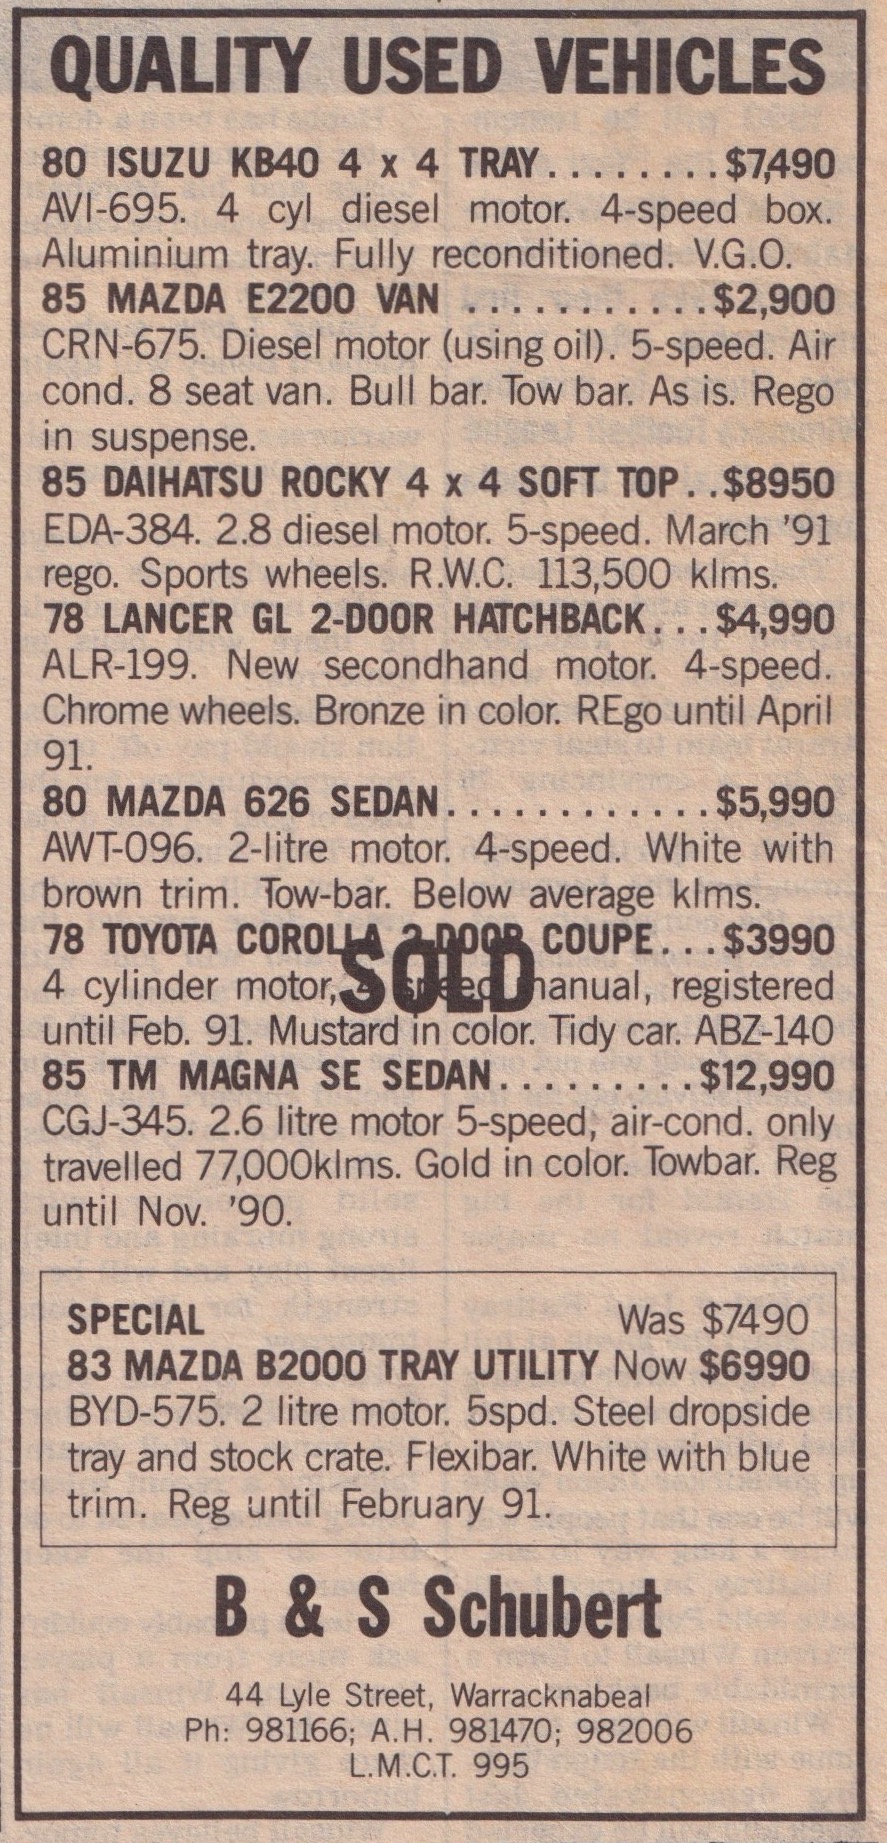 QUALITY USED VEHICLES
80 ISUZU KB40 4 x 4 TRAY........$7,490
AVI-695. 4 cyl diesel motor. 4-speed box.
Aluminium tray. Fully reconditioned. V.G.O.
85 MAZDA E2200 VAN ...........$2,900
CRN-675. Diesel motor (using oil). 5-speed. Air
cond. 8 seat van. Bull bar. Tow bar. As is. Rego
in suspense.
85 DAIHATSU ROCKY 4 x 4 SOFT TOP..$8950
EDA-384. 2.8 diesel motor. 5-speed. March '91
rego. Sports wheels. R.W.C. 113,500 klms.
78 LANCER GL 2-DOOR HATCHBACK...$4,990
ALR-199. New secondhand motor. 4-speed.
Chrome wheels. Bronze in color. REgo until April
91.
80 MAZDA 626 SEDAN............$5,990
AWT-096. 2-litre motor. 4-speed. White with
brown trim. Tow-bar. Below average klms.
78 TOYOTA COROLLA 2-DOOR COUPE...$3990
SOLD
4 cylinder motor, speed manual, registered
until Feb. 91. Mustard in color. Tidy car. ABZ-140
85 TM MAGNA SE SEDAN.........$12,990
CGJ-345. 2.6 litre motor 5-speed, air-cond. only
travelled 77,000klms. Gold in color. Towbar. Reg
until Nov. '90.
SPECIAL Was $7490
83 MAZDA B2000 TRAY UTILITY Now $6990
BYD-575. 2 litre motor. 5spd. Steel dropside
tray and stock crate. Flexibar. White with blue
trim. Reg until February 91.
B & S Schubert
44 Lyle Street, Warracknabeal
Ph: 981166; A.H. 981470; 982006
L.M.C.T. 995